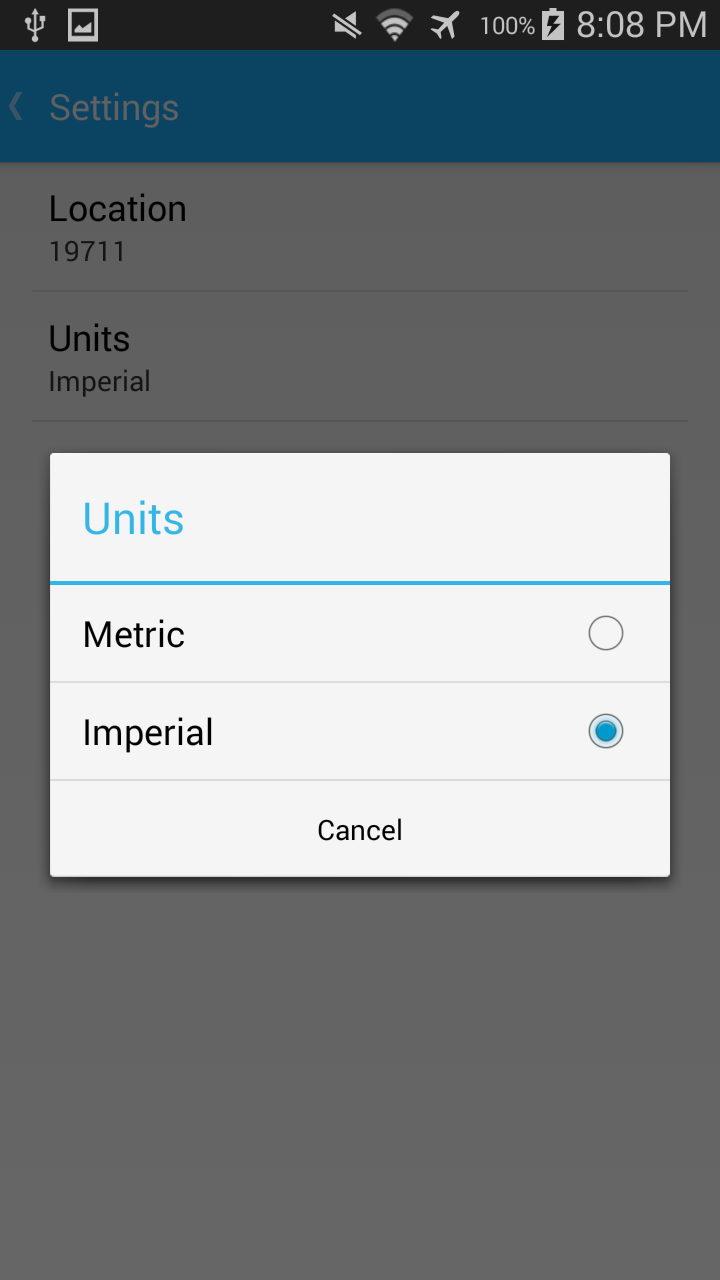 100% 8:08 PM
Settings
Location
19711
Units
Imperial
Units
Metric
Imperial
Cancel